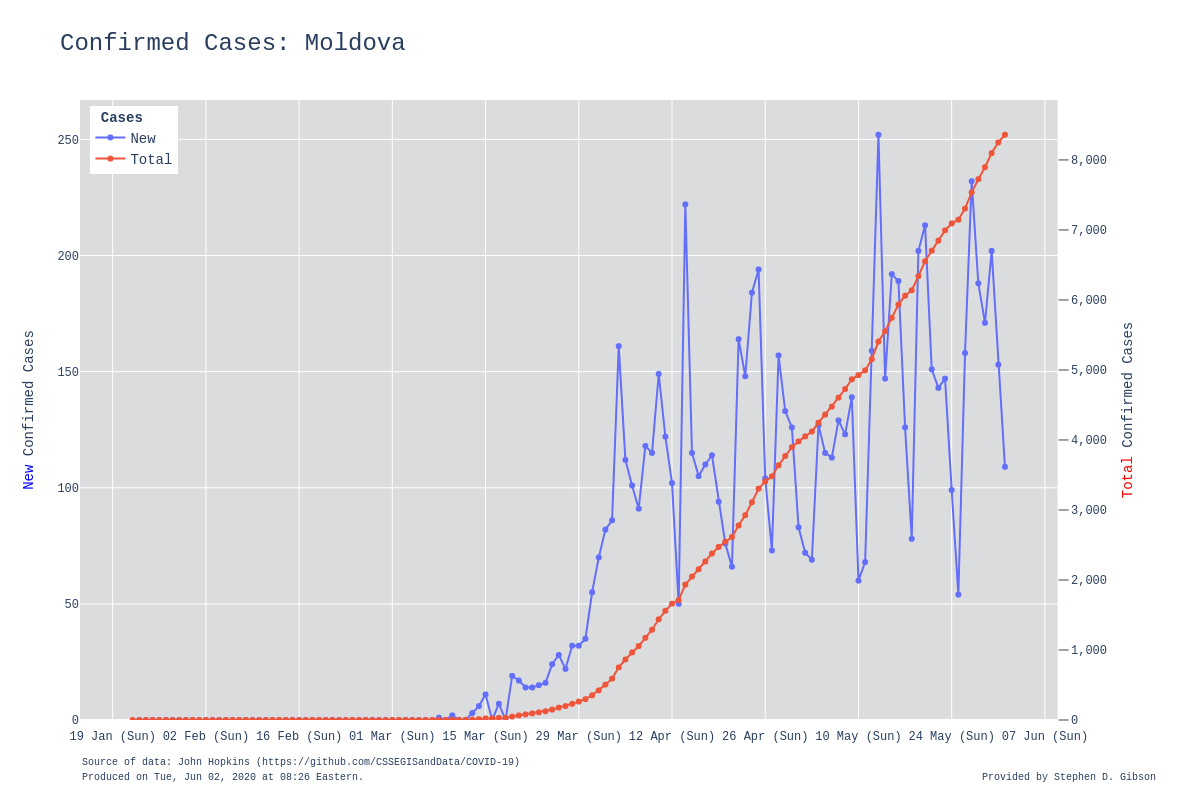 Confirmed Cases: Moldova
Cases
New
Total
250
200
150
100
50
0
8,000
7,000
6,000
5,000
4,000
3,000
2,000
1,000
0
New Confirmed Cases
Total Confirmed Cases
19 Jan (Sun) 02 Feb (Sun) 16 Feb (Sun) 01 Mar (Sun) 15 Mar (Sun) 29 Mar (Sun) 12 Apr (Sun) 26 Apr (Sun) 10 May (Sun) 24 May (Sun) 07 Jun (Sun)
Source of data: John Hopkins (https://github.com/CSSEGISandData/COVID-19)
Produced on Tue, Jun 02, 2020 at 08:26 Eastern.
Provided by Stephen D. Gibson